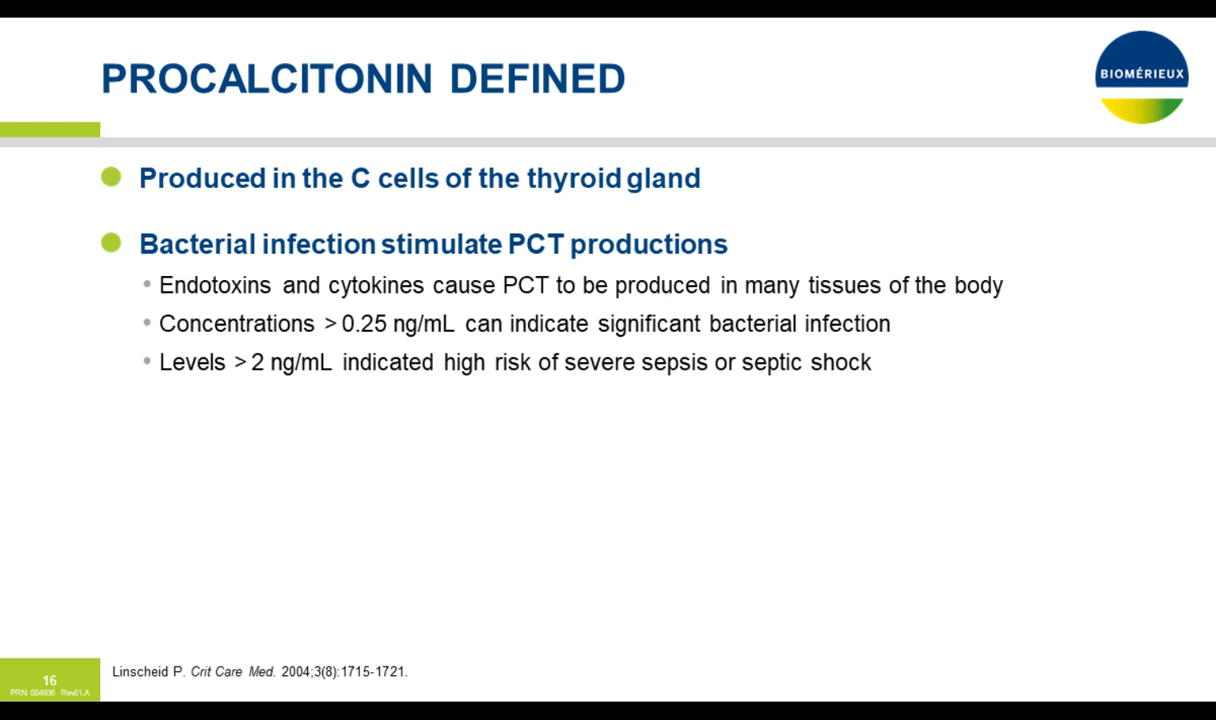 PROCALCITONIN DEFINED
BIOMÉRIEUX
Produced in the C cells of the thyroid gland
Bacterial infection stimulate PCT productions
Endotoxins and cytokines cause PCT to be produced in many tissues of the body
Concentrations > 0.25 ng/mL can indicate significant bacterial infection
Levels > 2 ng/mL indicated high risk of severe sepsis or septic shock
16
PRN 054936 Rev01.A
Linscheid P. Crit Care Med. 2004;3(8):1715-1721.